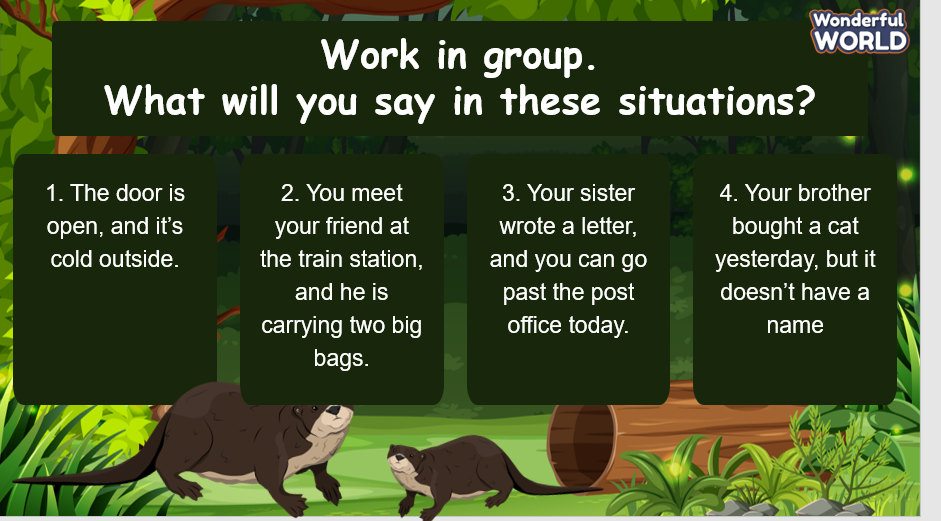 Wonderful
WORLD
Work in group.
What will you say in these situations?
1. The door is
open, and it’s
cold outside.
2. You meet
your friend at
the train station,
and he is
carrying two big
bags.
3. Your sister
wrote a letter,
and you can go
past the post
office today.
4. Your brother
bought a cat
yesterday, but it
doesn’t have a
name